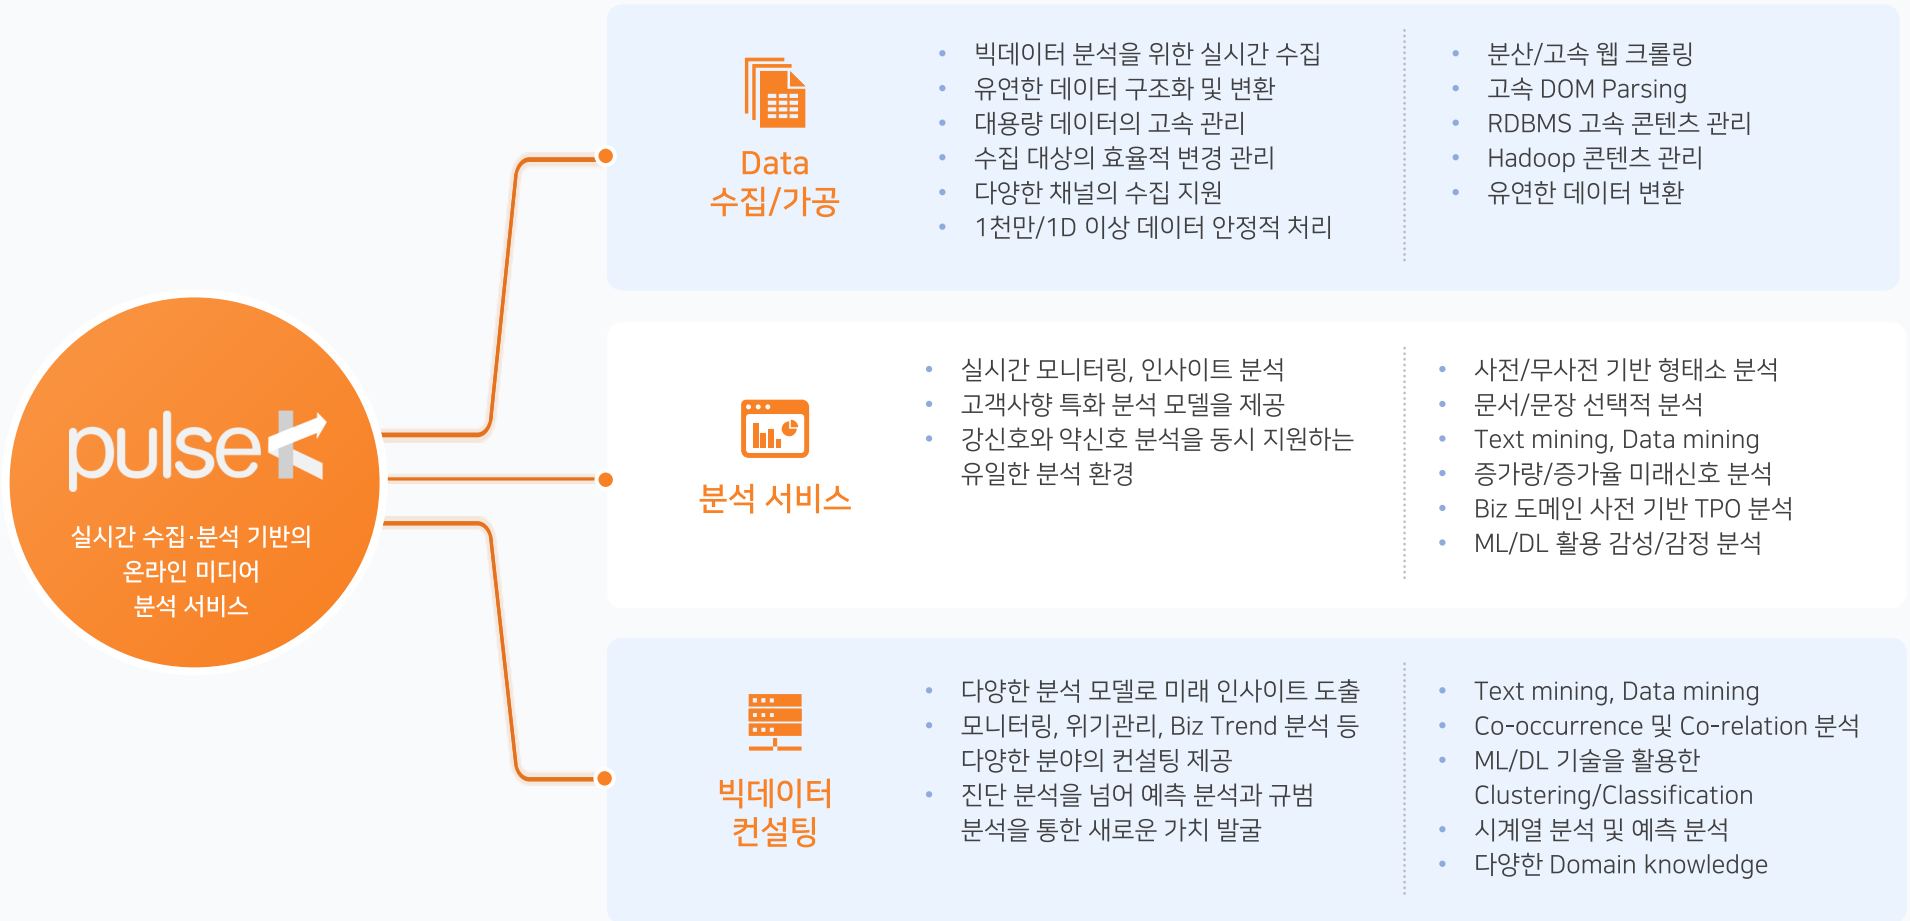 pulse K
실시간 수집·분석 기반의
온라인 미디어
분석 서비스
Data
수집/가공
• 빅데이터 분석을 위한 실시간 수집
• 유연한 데이터 구조화 및 변환
• 대용량 데이터의 고속 관리
• 수집 대상의 효율적 변경 관리
• 다양한 채널의 수집 지원
• 1천만/1D 이상 데이터 안정적 처리
• 분산/고속 웹 크롤링
• 고속 DOM Parsing
• RDBMS 고속 콘텐츠 관리
• Hadoop 콘텐츠 관리
• 유연한 데이터 변환
분석 서비스
• 실시간 모니터링, 인사이트 분석
• 고객사향 특화 분석 모델을 제공
• 강신호와 약신호 분석을 동시 지원하는
유일한 분석 환경
• 사전/무사전 기반 형태소 분석
• 문서/문장 선택적 분석
• Text mining, Data mining
• 증가량/증가율 미래신호 분석
• Biz 도메인 사전 기반 TPO 분석
• ML/DL 활용 감성/감정 분석
빅데이터
컨설팅
• 다양한 분석 모델로 미래 인사이트 도출
• 모니터링, 위기관리, Biz Trend 분석 등
다양한 분야의 컨설팅 제공
• 진단 분석을 넘어 예측 분석과 규범
분석을 통한 새로운 가치 발굴
• Text mining, Data mining
• Co-occurrence 및 Co-relation 분석
• ML/DL 기술을 활용한
Clustering/Classification
• 시계열 분석 및 예측 분석
• 다양한 Domain knowledge